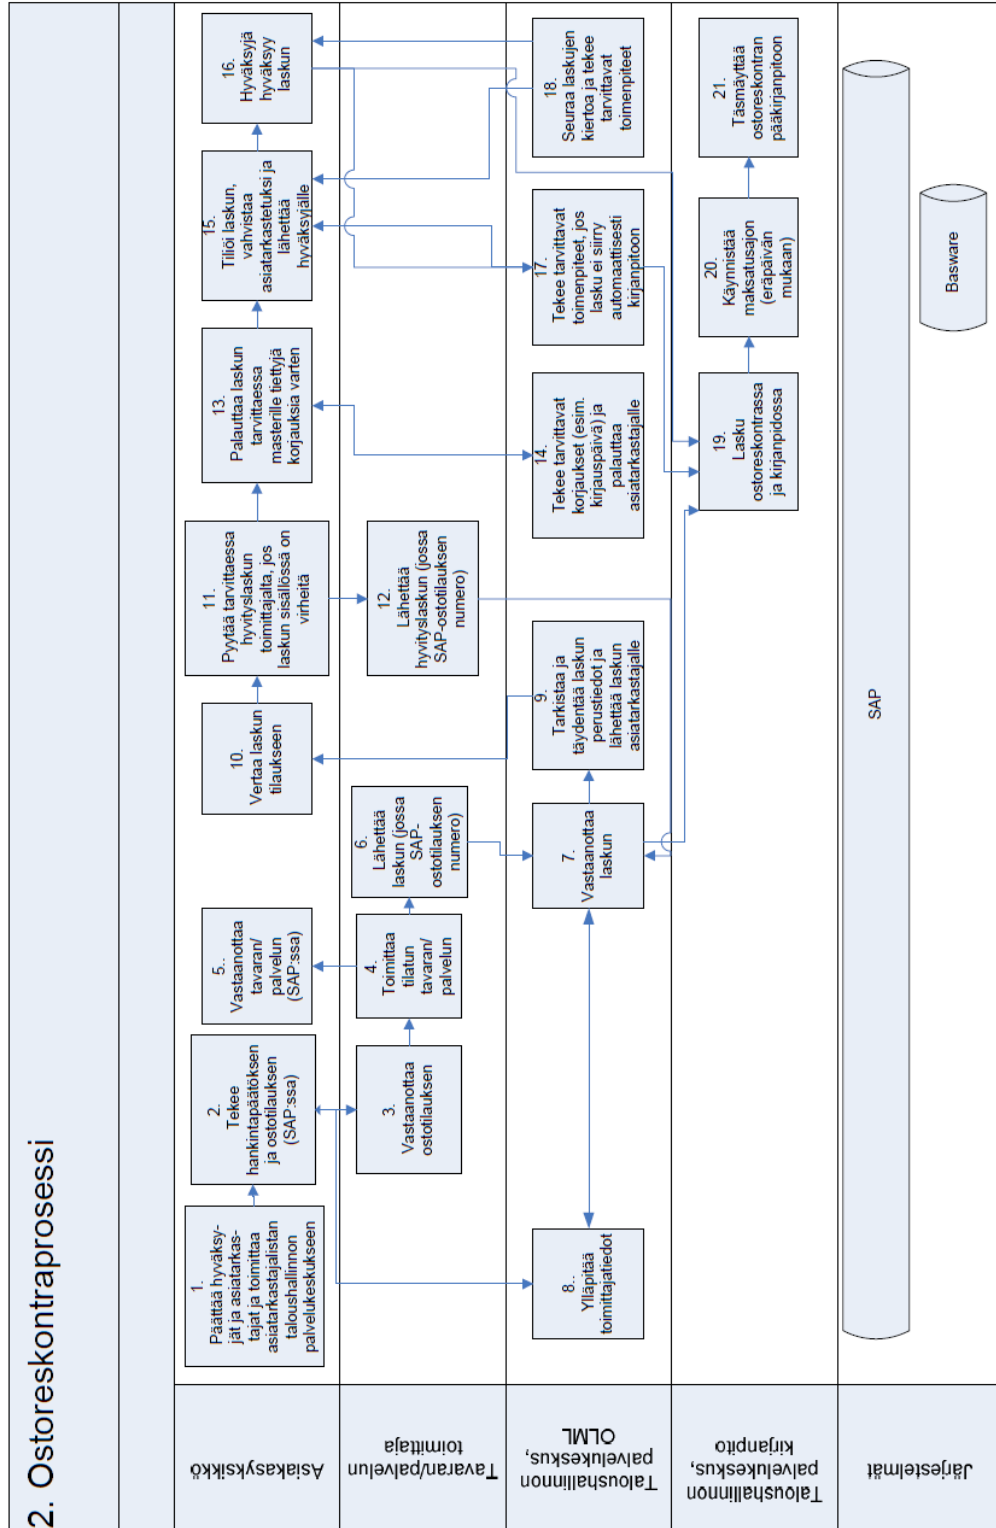 2. Ostoreskontraprosessi
Asiakasyksikkö
1.
Päättää hyväksy-
jät ja asiatarkas-
tajat ja toimittaa
asiatarkastajalistan
taloushallinnon
palvelukeskukseen
2.
Tekee
hankintapäätöksen
ja ostotilauksen
(SAP:ssa)
5..
Vastaanottaa
tavaran/
palvelun
(SAP:ssa)
10.
Vertaa laskun
tilaukseen
11.
Pyytää tarvittaessa
hyvityslaskun
toimittajalta, jos
laskun sisällössä on
virheitä
13.
Palauttaa laskun
tarvittaessa
masterille tiettyjä
korjauksia varten
15.
Tiliöi laskun,
vahvistaa
asiatarkastetuksi ja
lähettää
hyväksyjälle
16.
Hyväksyjä
hyväksyy
laskun
Tavaran/palvelun
toimittaja
3.
Vastaanottaa
ostotilauksen
4.
Toimittaa
tilatun
tavaran/
palvelun
6.
Lähettää
laskun (jossa
SAP-
ostotilauksen
numero)
12.
Lähettää
hyvityslaskun (jossa
SAP-ostotilauksen
numero)
Taloushallinnon
palvelukeskus,
OLML
8..
Ylläpitää
toimittajatiedot
7.
Vastaanottaa
laskun
9.
Tarkistaa ja
täydentää laskun
perustiedot ja
lähettää laskun
asiatarkastajalle
14.
Tekee tarvittavat
korjaukset (esim.
kirjauspäivä) ja
palauttaa
asiatarkastajalle
17.
Tekee tarvittavat
toimenpiteet, jos
lasku ei siirry
automaattisesti
kirjanpitoon
18.
Seuraa laskujen
kiertoa ja tekee
tarvittavat
toimenpiteet
Taloushallinnon
palvelukeskus,
kirjanpito
19.
Lasku
ostoreskontrassa
ja kirjanpidossa
20.
Käynnistää
maksatusajon
(eräpäivän
mukaan)
21.
Täsmäyttää
ostoreskontran
pääkirjanpitoon
Järjestelmät
SAP
Basware